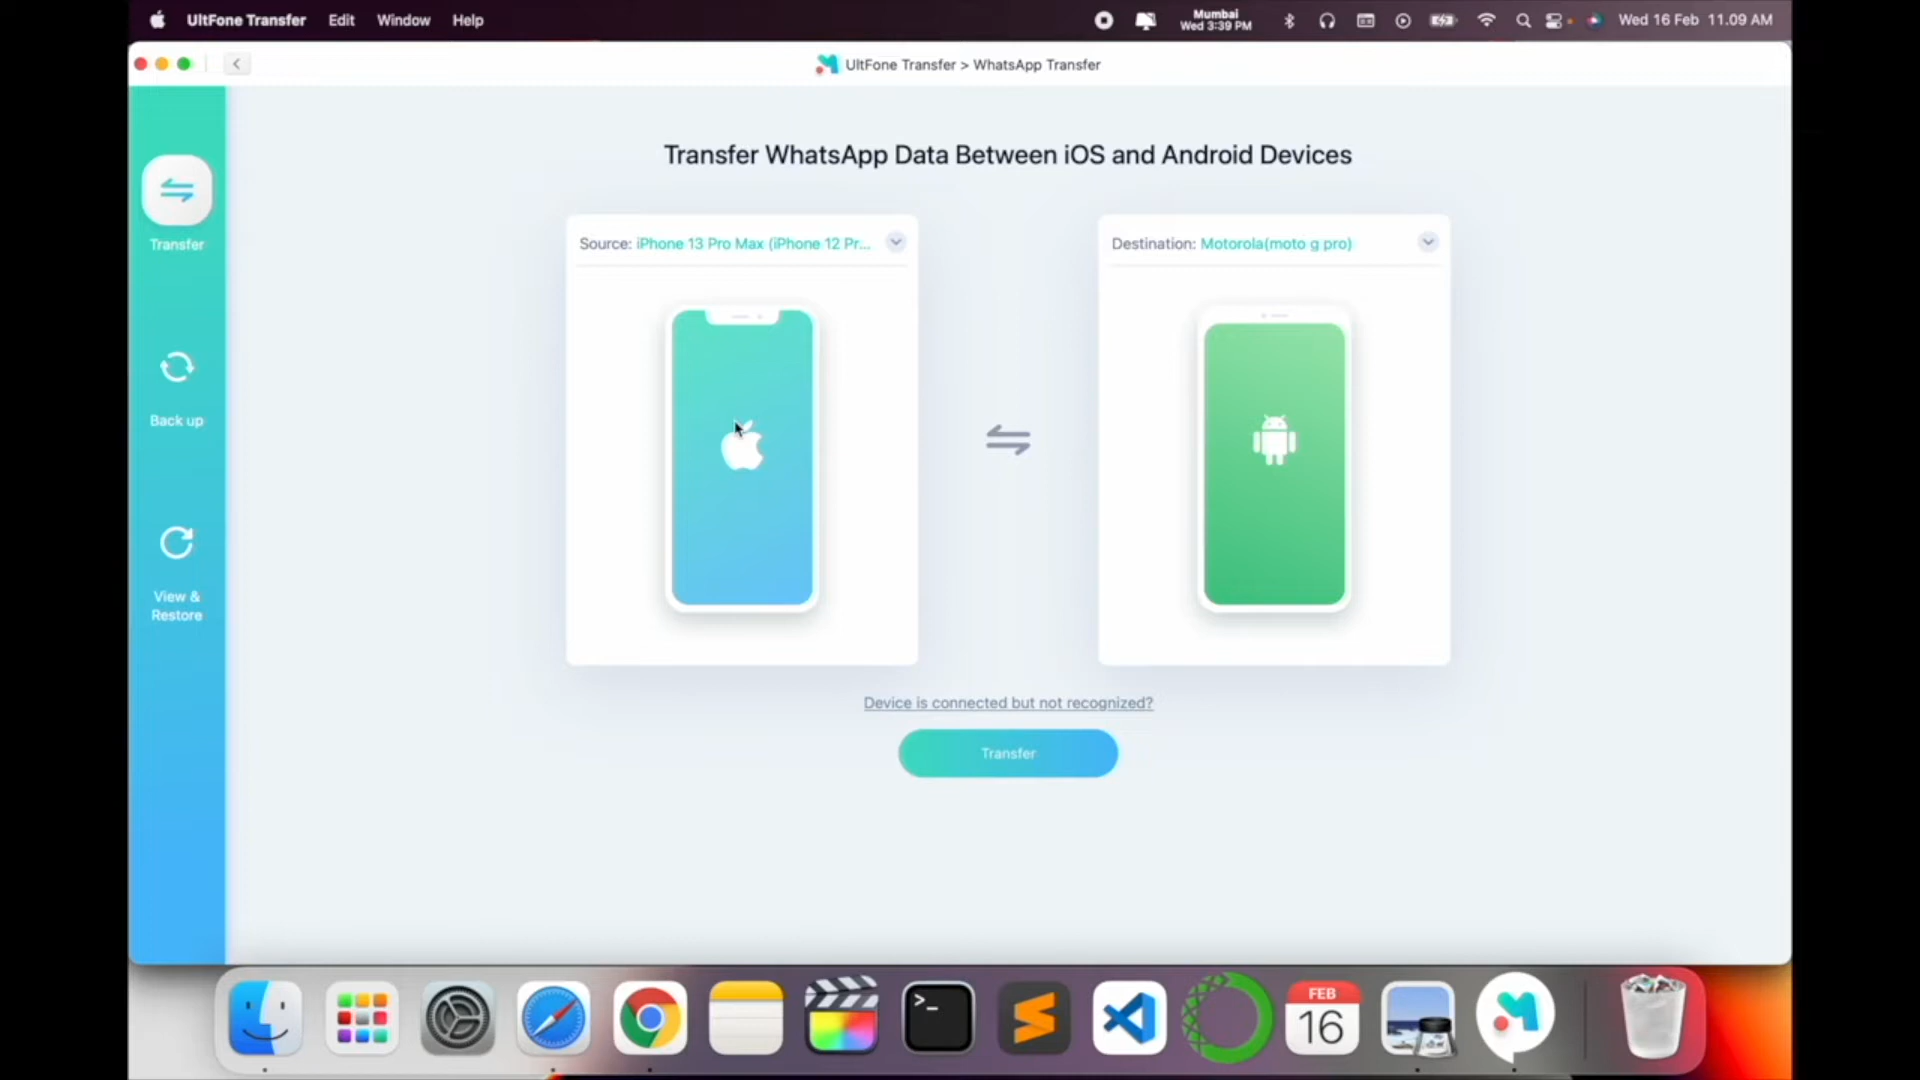 UltFone Transfer Edit Window Help
Mumbai
Wed 3:39 PM
Wed 16 Feb 11.09 AM
UltFone Transfer > WhatsApp Transfer
Transfer WhatsApp Data Between iOS and Android Devices
Transfer
Back up
View &
Restore
Source: iPhone 13 Pro Max (iPhone 12 Pr...
Destination: Motorola(moto g pro)
Device is connected but not recognized?
Transfer
>_
FEB
16